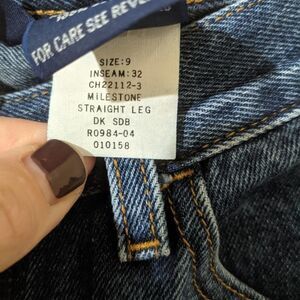 FOR CARE SEE REVE
SIZE:9
INSEAM:32
CH22112-3
MILESTONE
STRAIGHT LEG
DK SDB
R0984-04
010158